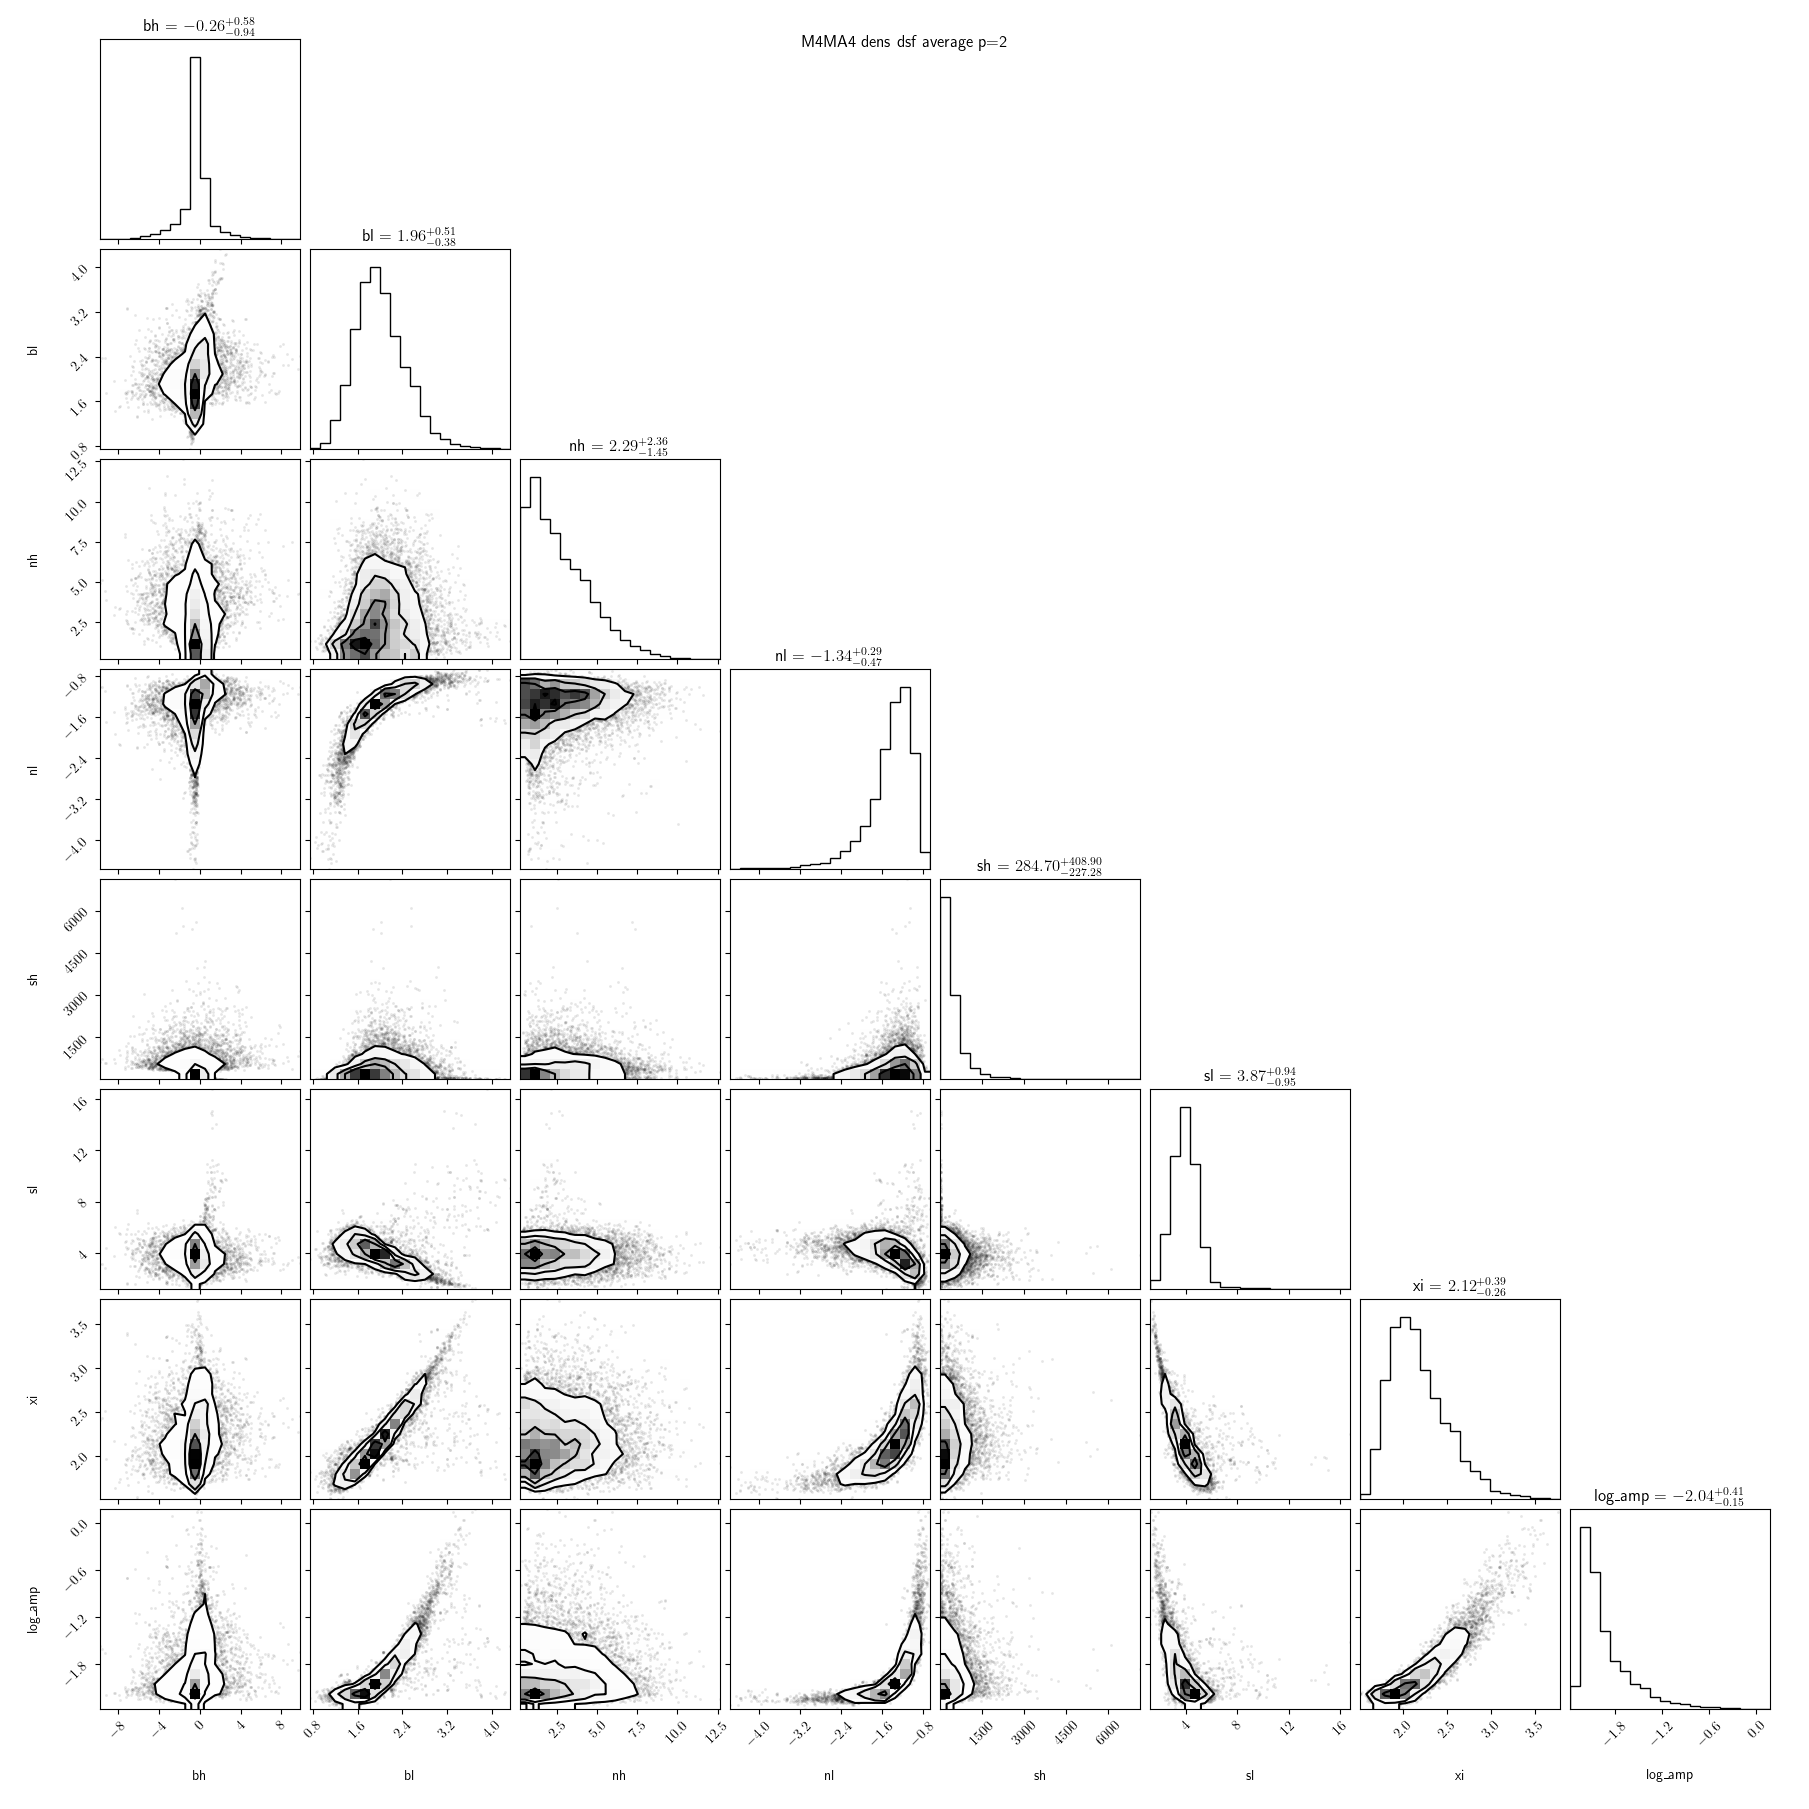 bh = −0.26 +0.58 −0.94
M4MA4 dens dsf average p=2
bl = 1.96 +0.51 −0.38
4.0
3.2
2.4
1.6
0.8
bl
nh = 2.29 +2.36 −1.45
12.5
10.0
7.5
5.0
2.5
nh
nl = −1.34 +0.29 −0.47
−0.8
−1.6
−2.4
−3.2
−4.0
nl
sh = 284.70 +408.90 −227.28
6000
4500
3000
1500
sh
sl = 3.87 +0.94 −0.95
16
12
8
4
sl
xi = 2.12 +0.39 −0.26
3.5
3.0
2.5
2.0
xi
log_amp = −2.04 +0.41 −0.15
0.0
−0.6
−1.2
−1.8
log_amp
−8 −4 0 4 8 0.8 1.6 2.4 3.2 4.0 2.5 5.0 7.5 10.0 12.5 −4.0 −3.2 −2.4 −1.6 −0.8 1500 3000 4500 6000 4 8 12 16 2.0 2.5 3.0 3.5 −1.8 −1.2 −0.6 0.0
bh bl nh nl sh sl xi log_amp